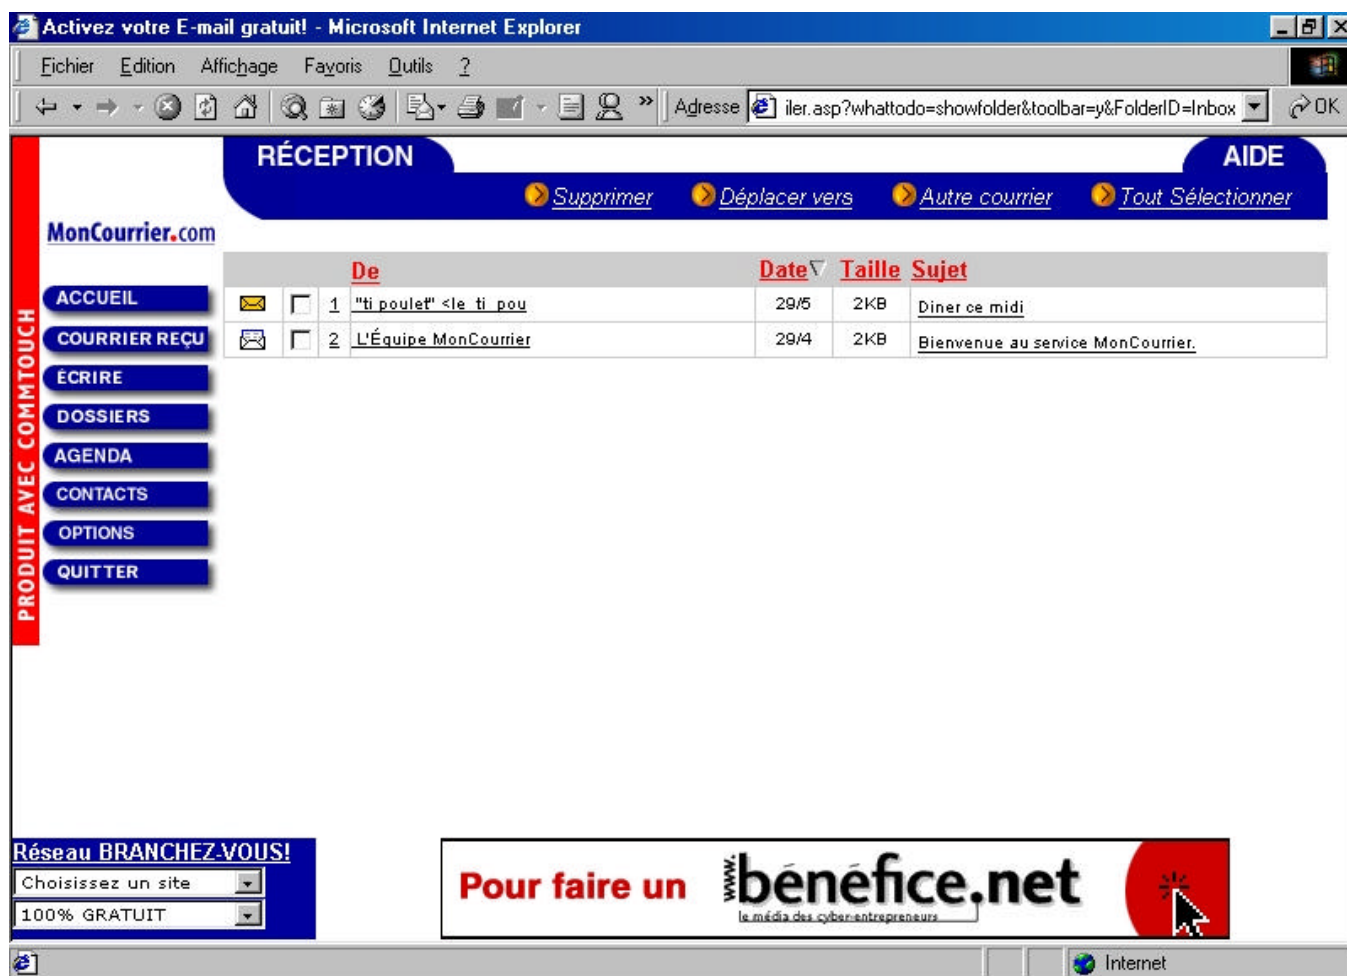 Activez votre E-mail gratuit! - Microsoft Internet Explorer
Fichier Edition Affichage Favoris Outils ?
» Adresse iler.asp?whattodo=showfolder&toolbar=y&FolderID=Inbox OK
RÉCEPTION AIDE
Supprimer Déplacer vers Autre courrier Tout Sélectionner
MonCourrier.com
De Date Taille Sujet
1 "ti poulet" <le_ti_pou 29/5 2KB Diner ce midi
2 L'Équipe MonCourrier 29/4 2KB Bienvenue au service MonCourrier.
ACCUEIL
COURRIER REÇU
ÉCRIRE
DOSSIERS
AGENDA
CONTACTS
OPTIONS
QUITTER
PRODUIT AVEC COMMTOUCH
Réseau BRANCHEZ-VOUS!
Choisissez un site
100% GRATUIT
Pour faire un www.bénéfice.net
le média des cyber-entrepreneurs
Internet